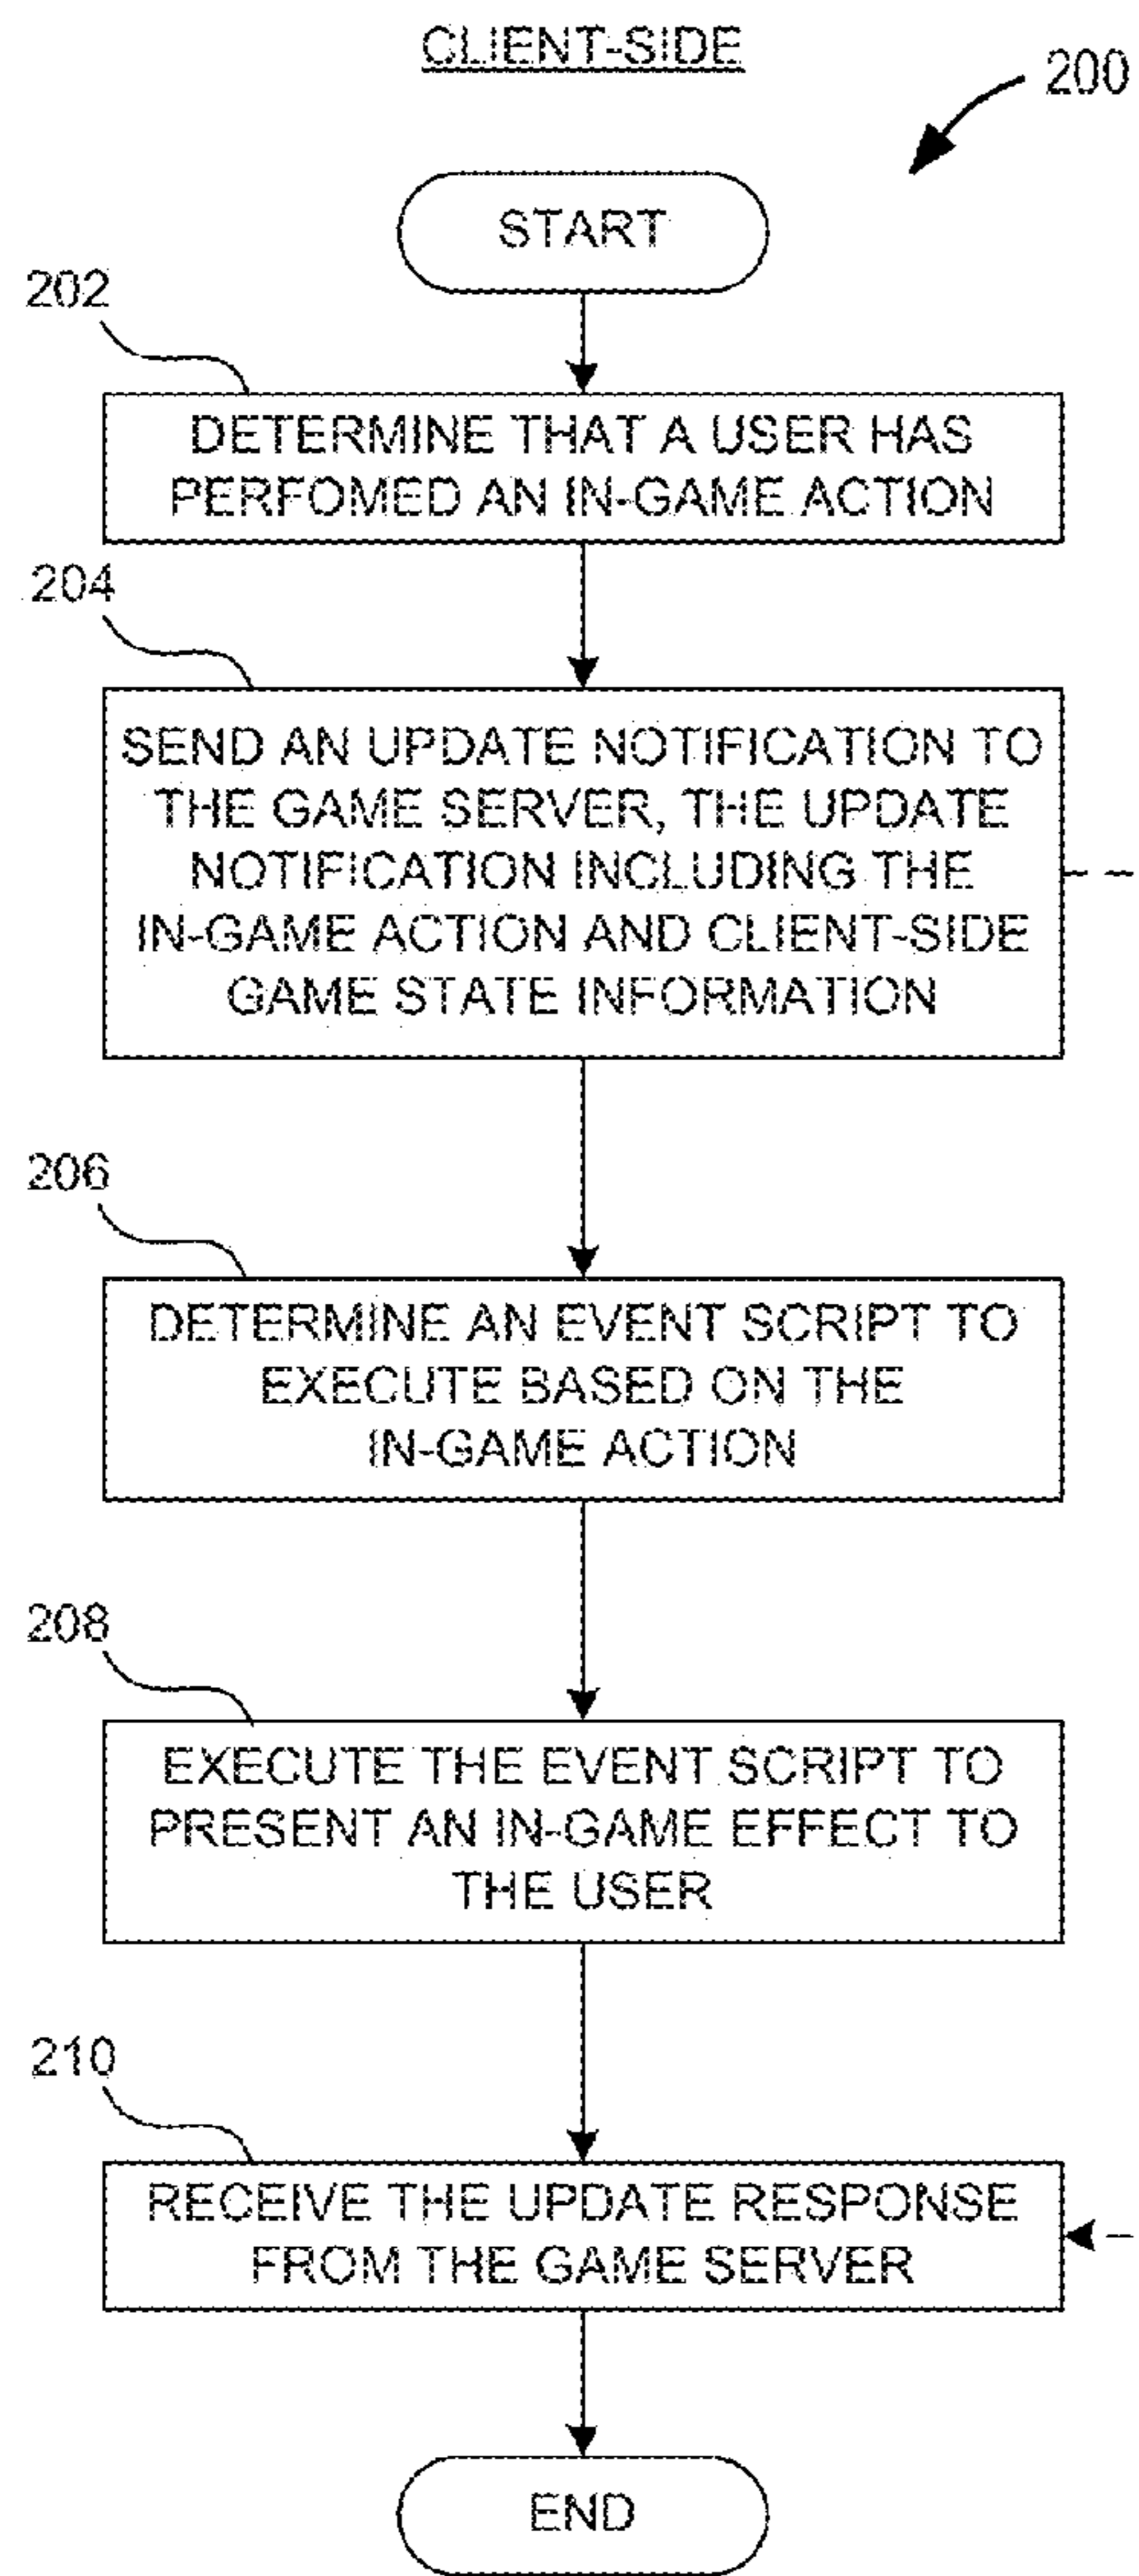 CLIENT-SIDE
200
START
202
DETERMINE THAT A USER HAS
PERFOMED AN IN-GAME ACTION
204
SEND AN UPDATE NOTIFICATION TO
THE GAME SERVER, THE UPDATE
NOTIFICATION INCLUDING THE
IN-GAME ACTION AND CLIENT-SIDE
GAME STATE INFORMATION
206
DETERMINE AN EVENT SCRIPT TO
EXECUTE BASED ON THE
IN-GAME ACTION
208
EXECUTE THE EVENT SCRIPT TO
PRESENT AN IN-GAME EFFECT TO
THE USER
210
RECEIVE THE UPDATE RESPONSE
FROM THE GAME SERVER
END